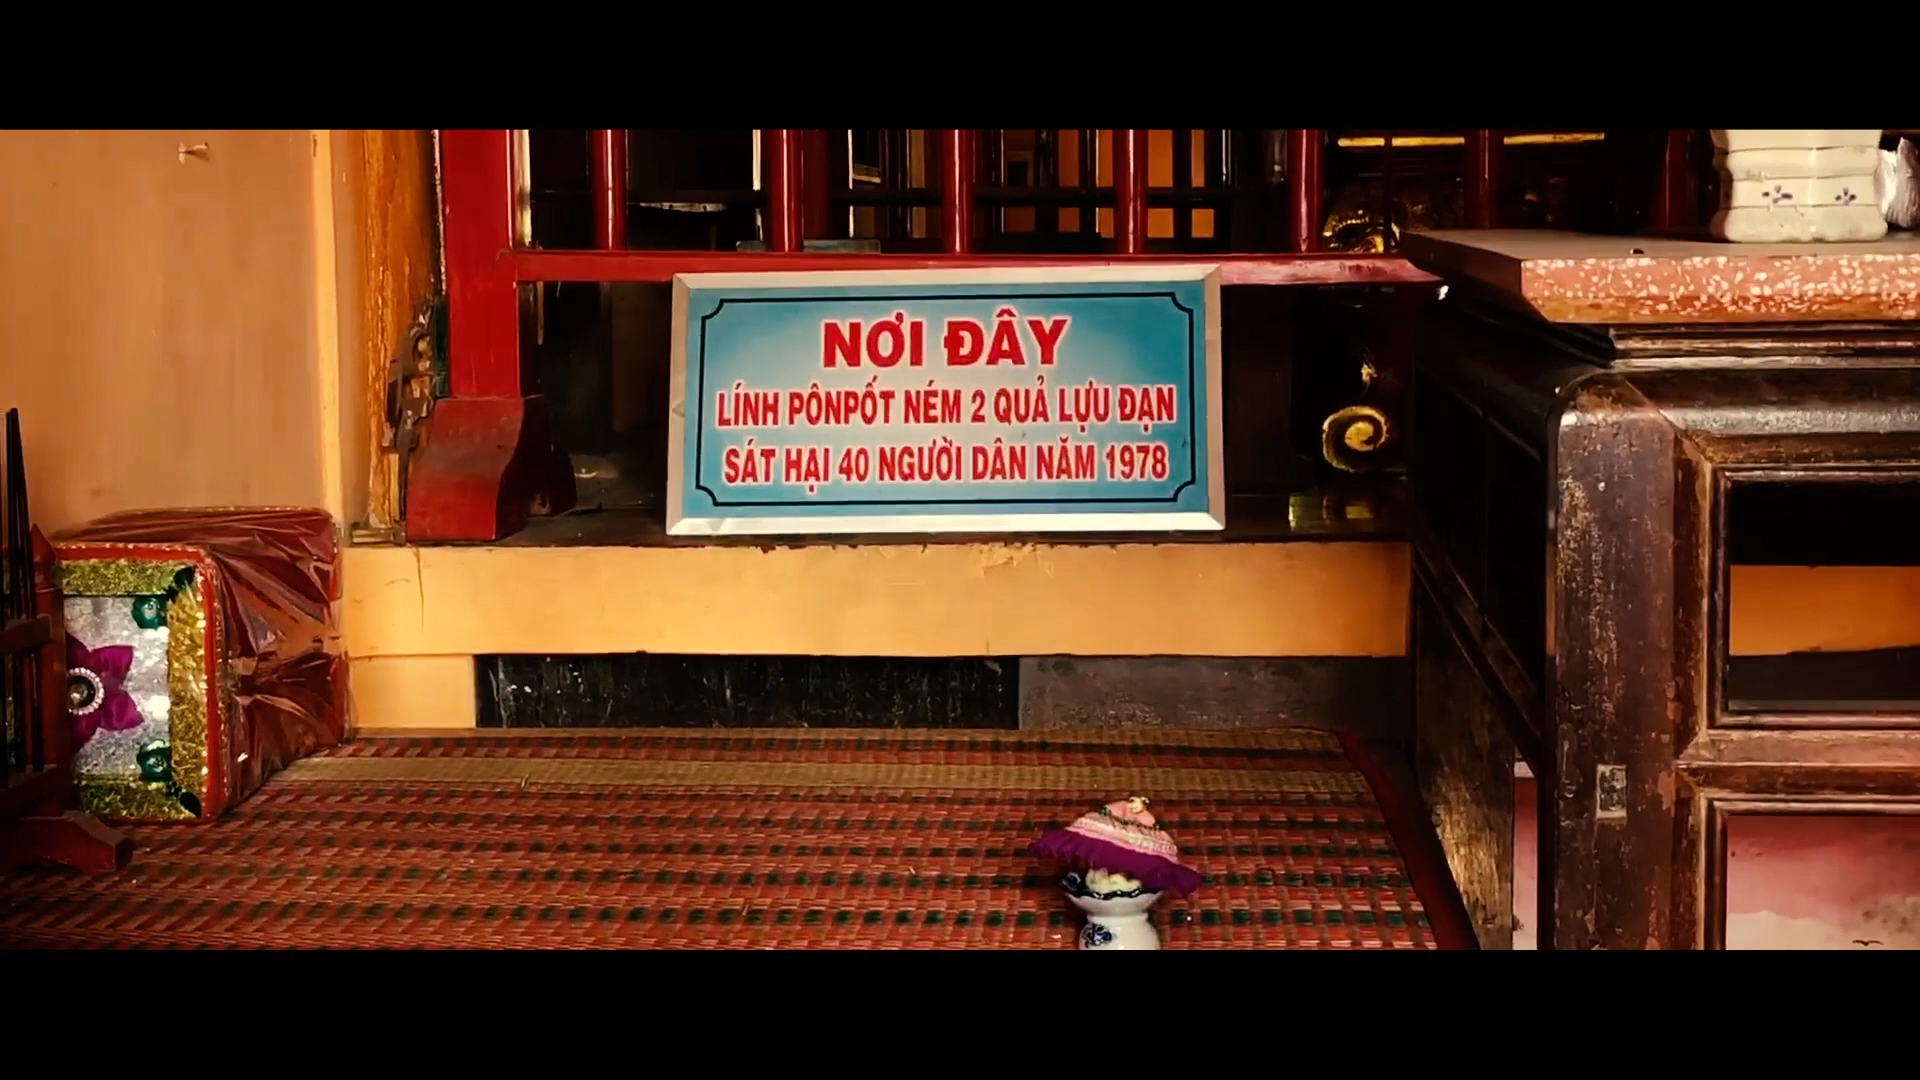 NƠI ĐÂY
LÍNH PÔNPỐT NÉM 2 QUẢ LỰU ĐẠN
SÁT HẠI 40 NGƯỜI DÂN NĂM 1978